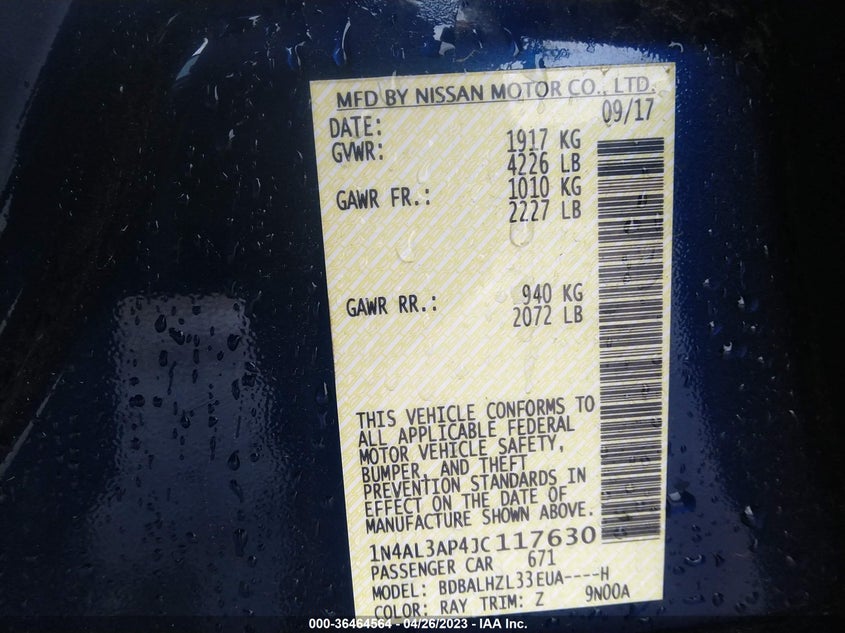 MFD BY NISSAN MOTOR CO., LTD.
DATE: 09/17
GVWR: 1917 KG
4226 LB
GAWR FR.: 1010 KG
2227 LB
GAWR RR.: 940 KG
2072 LB
THIS VEHICLE CONFORMS TO
ALL APPLICABLE FEDERAL
MOTOR VEHICLE SAFETY,
BUMPER, AND THEFT
PREVENTION STANDARDS IN
EFFECT ON THE DATE OF
MANUFACTURE SHOWN ABOVE.
1N4AL3AP4JC117630
PASSENGER CAR 671
MODEL: BDBALHZL33EUA----H
COLOR: RAY TRIM: Z 9N00A
000-36464564 - 04/26/2023 - IAA Inc.